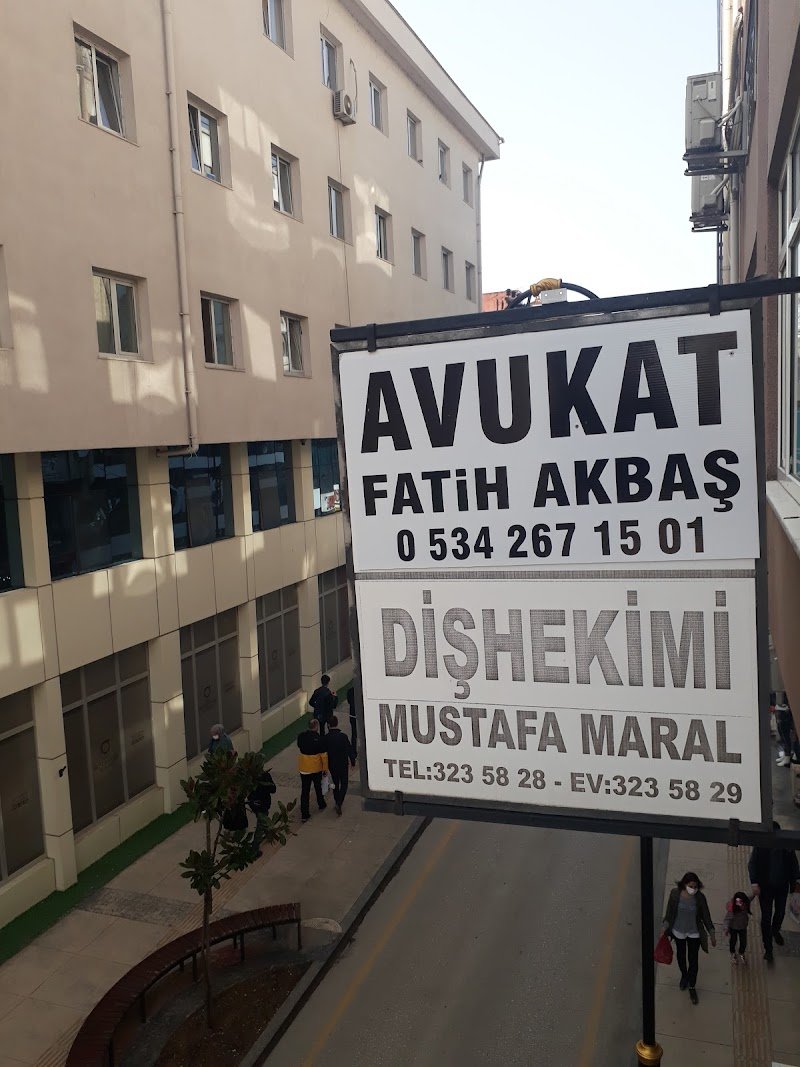 AVUKAT
FATİH AKBAŞ
0 534 267 15 01
DİŞHEKİMİ
MUSTAFA MARAL
TEL:323 58 28 - EV:323 58 29